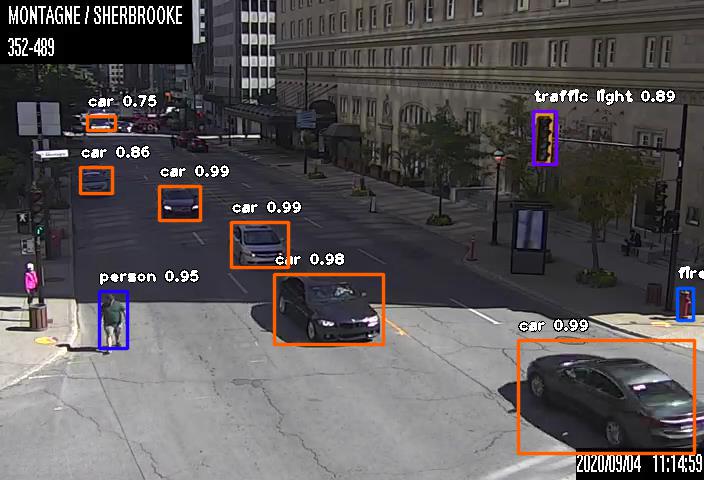 MONTAGNE / SHERBROOKE
352-489
car 0.75
traffic light 0.89
car 0.86
car 0.99
car 0.99
car 0.98
person 0.95
fire
car 0.99
2020/09/04 11:14:59